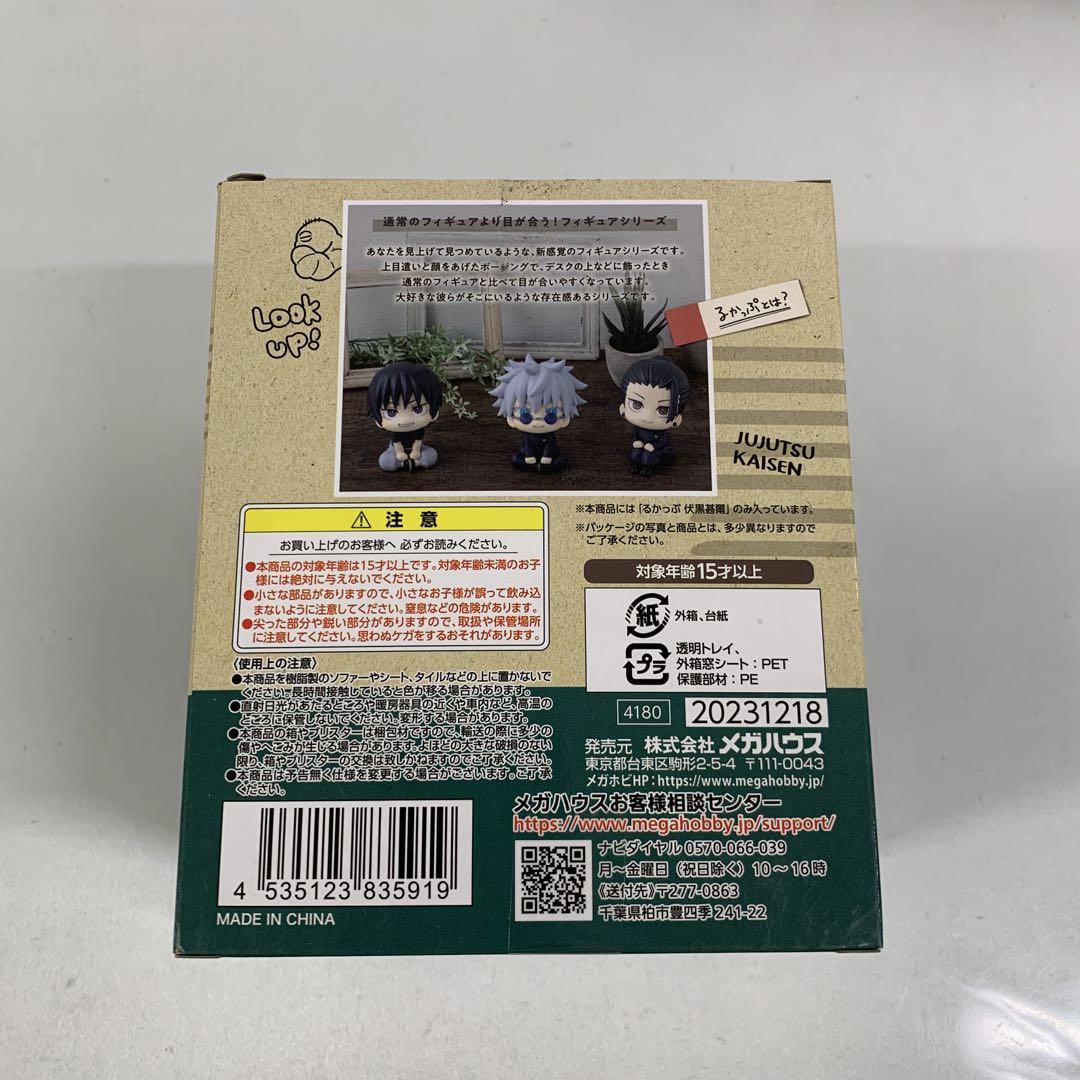 通常のフィギュアより目が合う!フィギュアシリーズ
あなたを見上げて見つめているような、新感覚のフィギュアシリーズです。
上目遣いと顔をあげたポージングで、デスクの上などに飾ったとき
通常のフィギュアと比べて目が合いやすくなっています。
大好きな彼らがそこにいるような存在感あるシリーズです。
るかっぷとは?
Look
UP!
JUJUTSU
KAISEN
※本商品には「るかっぷ 伏黒甚爾」のみ入っています。
※パッケージの写真と商品とは、多少異なりますので
ご了承ください。
対象年齢15才以上
⚠ 注意
お買い上げのお客様へ 必ずお読みください。
●本商品の対象年齢は15才以上です。対象年齢未満のお子
様には絶対に与えないでください。
●小さな部品がありますので、小さなお子様が誤って飲み込
まないように注意してください。窒息などの危険があります。
●尖った部分や鋭い部分がありますので、取扱や保管場所
に注意してください。思わぬケガをするおそれがあります。
〈使用上の注意〉
●本商品を樹脂製のソファーやシート、タイルなどの上に置かないで
ください。長時間接触していると色が移る場合があります。
●直射日光があたるところや暖房器具の近くや車内など、高温の
ところに保管しないでください。変形する場合があります。
●本商品の箱やブリスターは梱包材ですので、輸送の際に多少の
傷やへこみが生じる場合があります。よほどの大きな破損のない
限り、箱やブリスターの交換は致しかねますのでご了承ください。
●本商品は予告無く仕様を変更する場合がございます。ご了承
ください。
紙
外箱、台紙
プラ
透明トレイ、
外箱窓シート:PET
保護部材:PE
4180
20231218
発売元 株式会社 メガハウス
東京都台東区駒形2-5-4 〒111-0043
メガホビHP:https://www.megahobby.jp/
メガハウスお客様相談センター
https://www.megahobby.jp/support/
ナビダイヤル 0570-066-039
月~金曜日(祝日除く)10~16時
《送付先》〒277-0863
千葉県柏市豊四季241-22
4 535123 835919
MADE IN CHINA